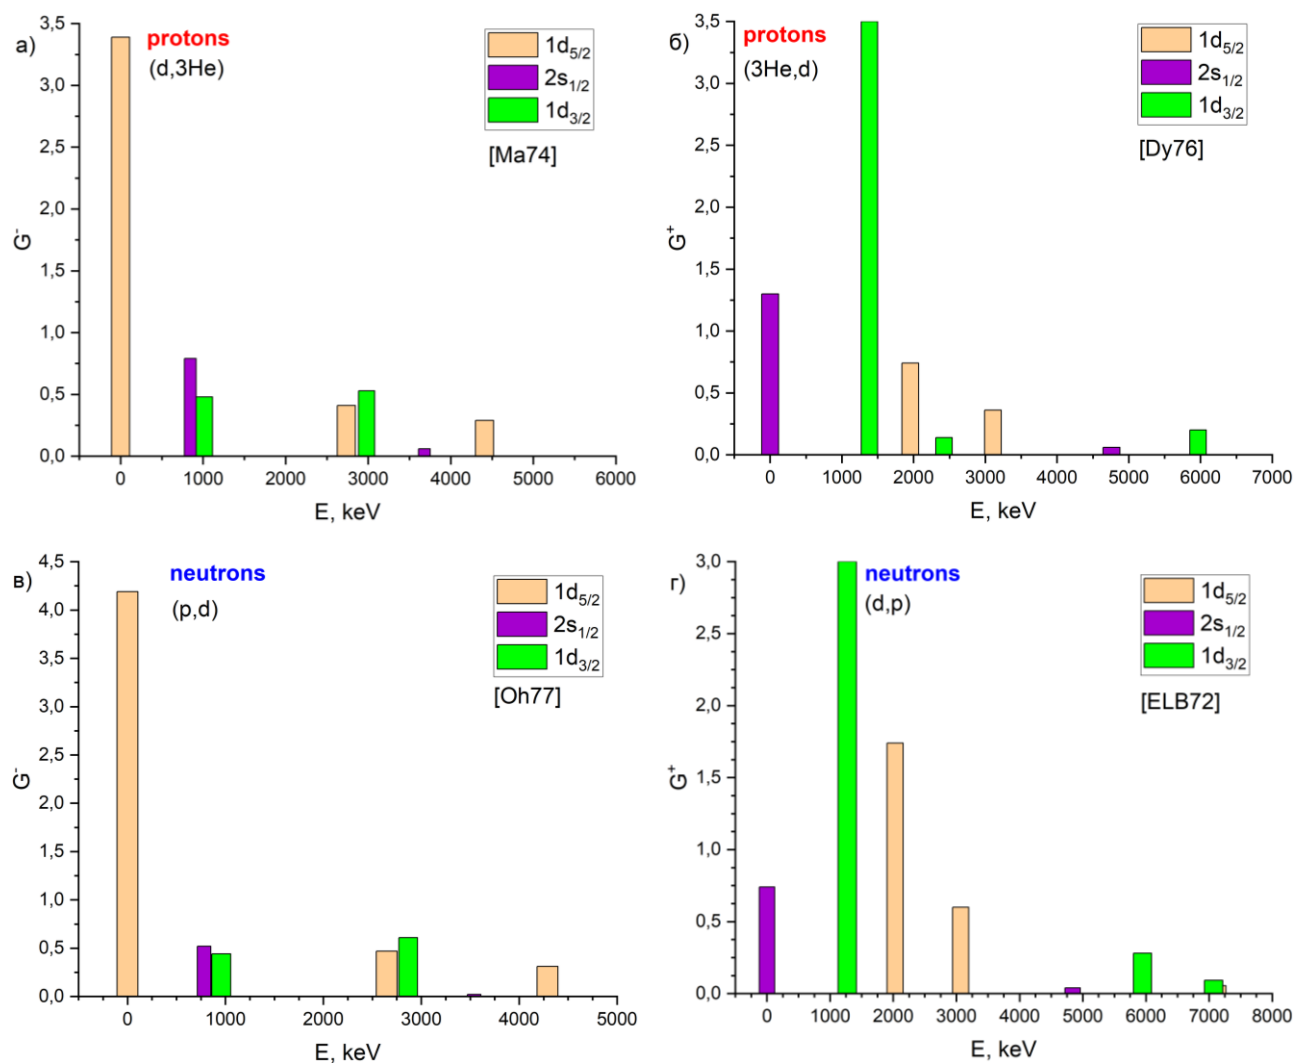 а)
protons
(d,3He)
1d5/2
2s1/2
1d3/2
[Ma74]
G-
3,5
3,0
2,5
2,0
1,5
1,0
0,5
0,0
0 1000 2000 3000 4000 5000 6000
E, keV
б)
protons
(3He,d)
1d5/2
2s1/2
1d3/2
[Dy76]
G+
3,5
3,0
2,5
2,0
1,5
1,0
0,5
0,0
0 1000 2000 3000 4000 5000 6000 7000
E, keV
в)
neutrons
(p,d)
1d5/2
2s1/2
1d3/2
[Oh77]
G-
4,5
4,0
3,5
3,0
2,5
2,0
1,5
1,0
0,5
0,0
0 1000 2000 3000 4000 5000
E, keV
г)
neutrons
(d,p)
1d5/2
2s1/2
1d3/2
[ELB72]
G+
3,0
2,5
2,0
1,5
1,0
0,5
0,0
0 1000 2000 3000 4000 5000 6000 7000 8000
E, keV